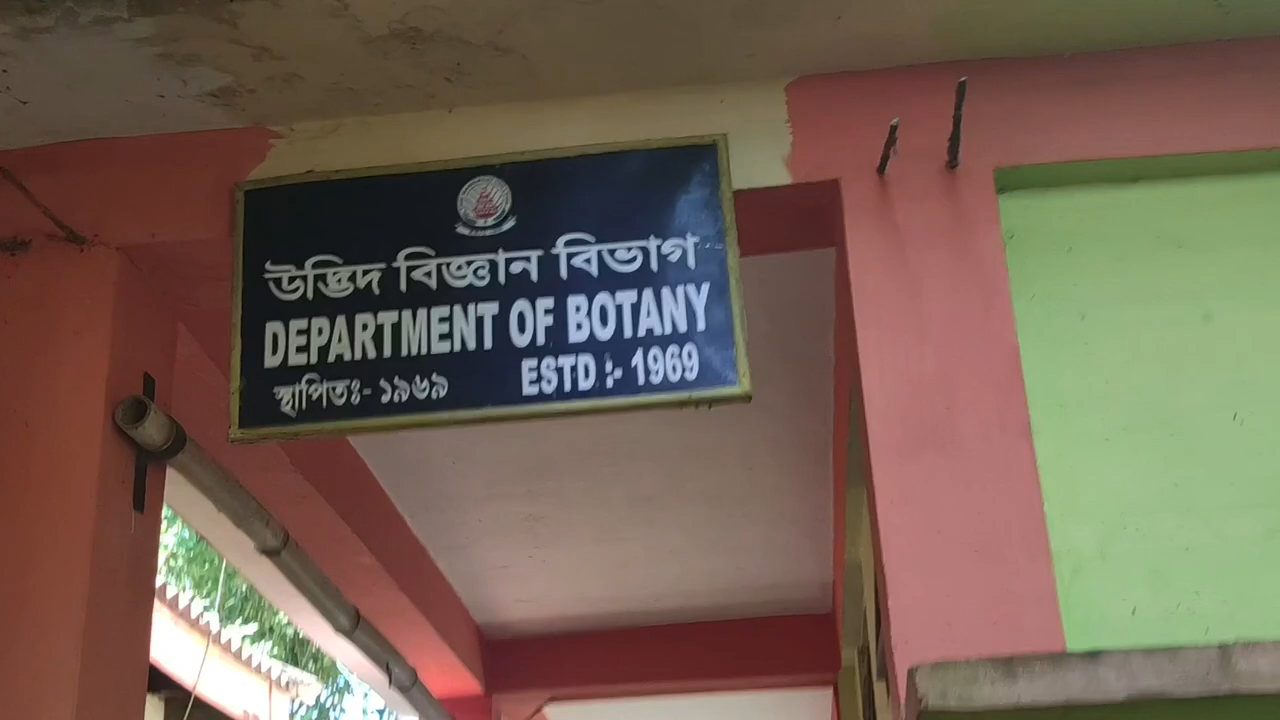 উদ্ভিদ বিজ্ঞান বিভাগ
DEPARTMENT OF BOTANY
স্থাপিতঃ- ১৯৬৯ ESTD :- 1969